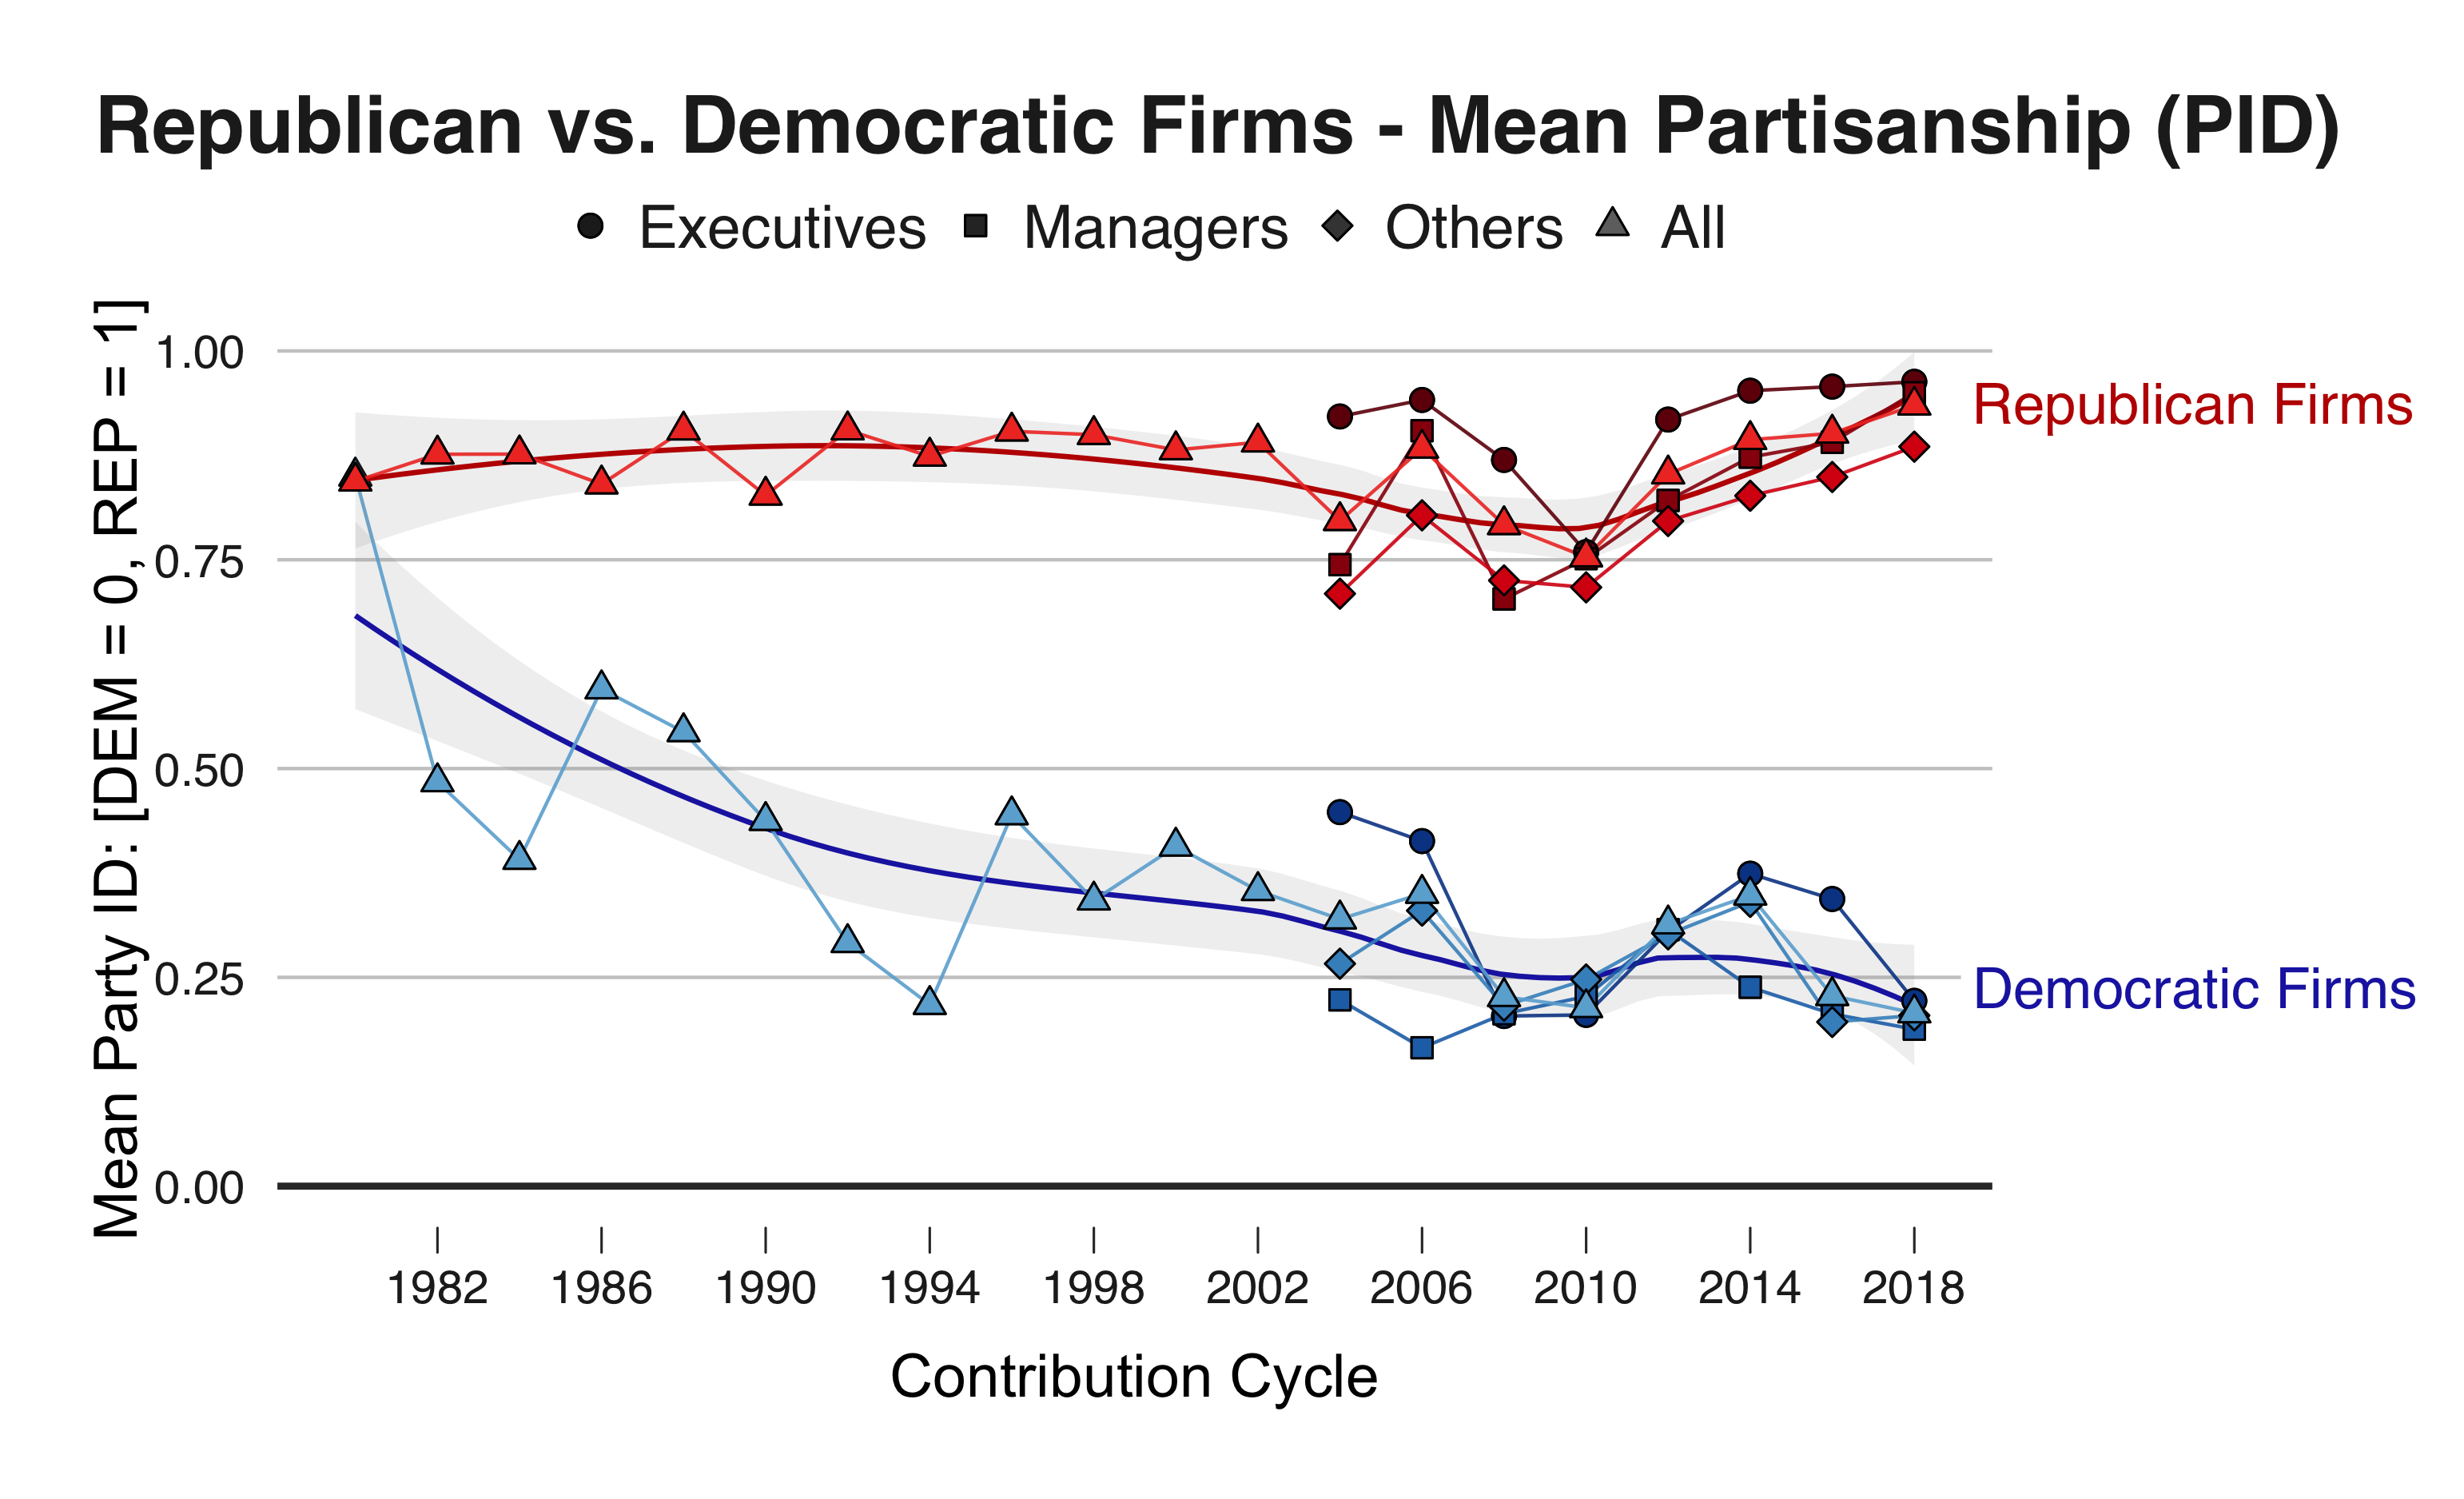 Republican vs. Democratic Firms - Mean Partisanship (PID)
Executives Managers Others All
Mean Party ID: [DEM = 0, REP = 1]
1.00
0.75
0.50
0.25
0.00
Republican Firms
Democratic Firms
1982 1986 1990 1994 1998 2002 2006 2010 2014 2018
Contribution Cycle